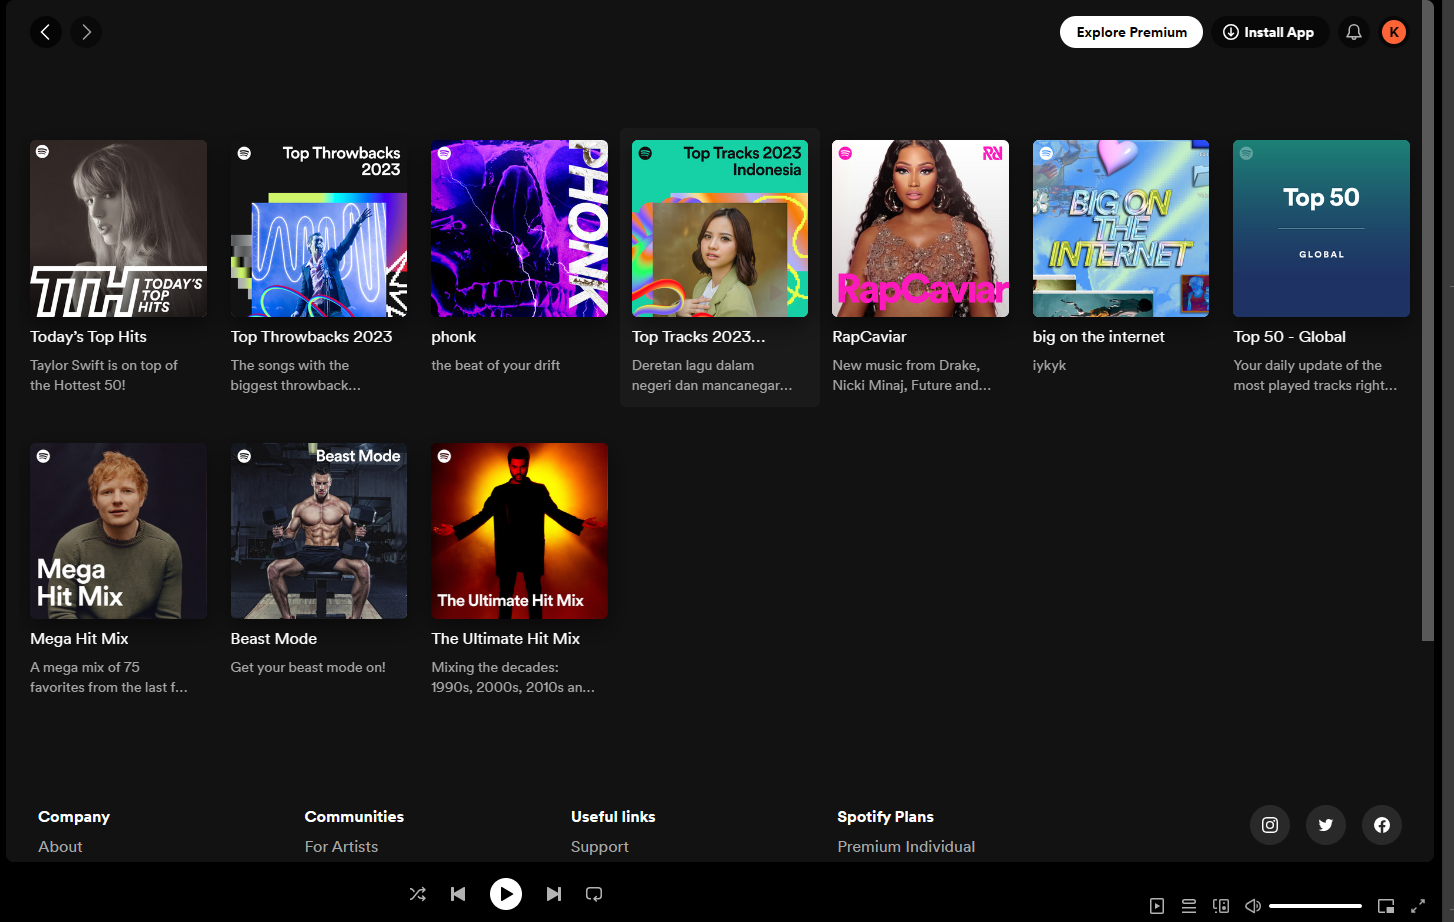 Explore Premium
Install App
K
TTH TODAY'S
TOP
HITS
Today's Top Hits
Taylor Swift is on top of
the Hottest 50!
Top Throwbacks
2023
Top Throwbacks 2023
The songs with the
biggest throwback...
PHONK
phonk
the beat of your drift
Top Tracks 2023
Indonesia
Top Tracks 2023...
Deretan lagu dalam
negeri dan mancanegar...
RapCaviar
RapCaviar
New music from Drake,
Nicki Minaj, Future and...
BIG ON
THE
INTERNET
big on the internet
iykyk
Top 50
GLOBAL
Top 50 - Global
Your daily update of the
most played tracks right...
Mega
Hit Mix
Mega Hit Mix
A mega mix of 75
favorites from the last f...
Beast Mode
Beast Mode
Get your beast mode on!
The Ultimate Hit Mix
The Ultimate Hit Mix
Mixing the decades:
1990s, 2000s, 2010s an...
Company
About
Communities
For Artists
Useful links
Support
Spotify Plans
Premium Individual